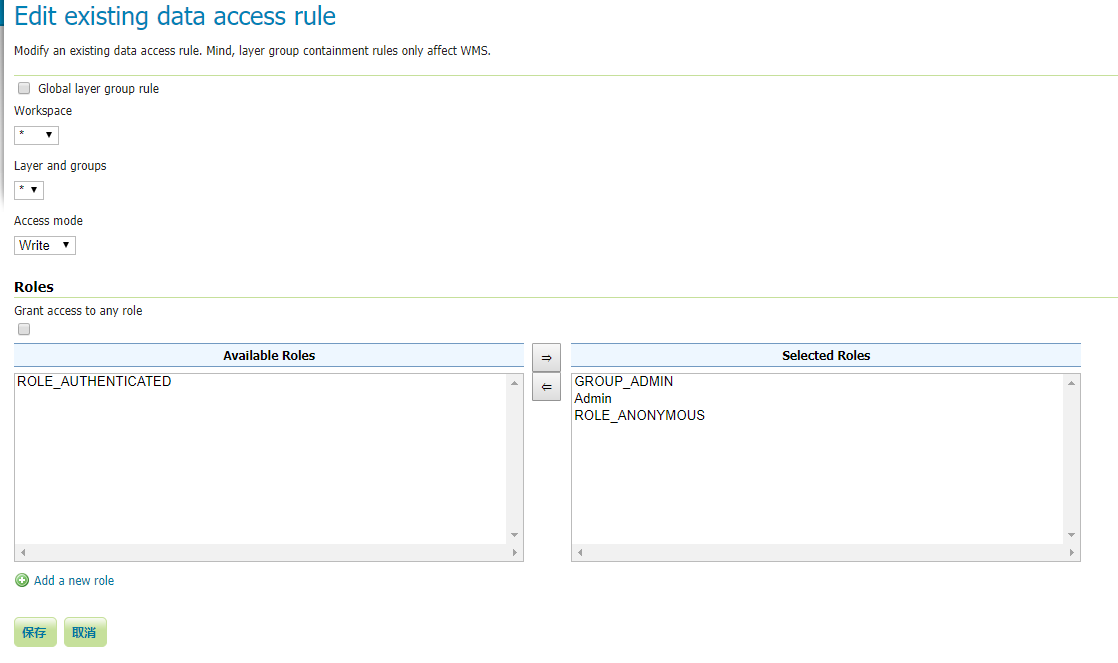 Edit existing data access rule
Modify an existing data access rule. Mind, layer group containment rules only affect WMS.
Global layer group rule
Workspace
*
Layer and groups
*
Access mode
Write
Roles
Grant access to any role
Available Roles
⇒
Selected Roles
ROLE_AUTHENTICATED
⇐
GROUP_ADMIN
Admin
ROLE_ANONYMOUS
Add a new role
保存 取消